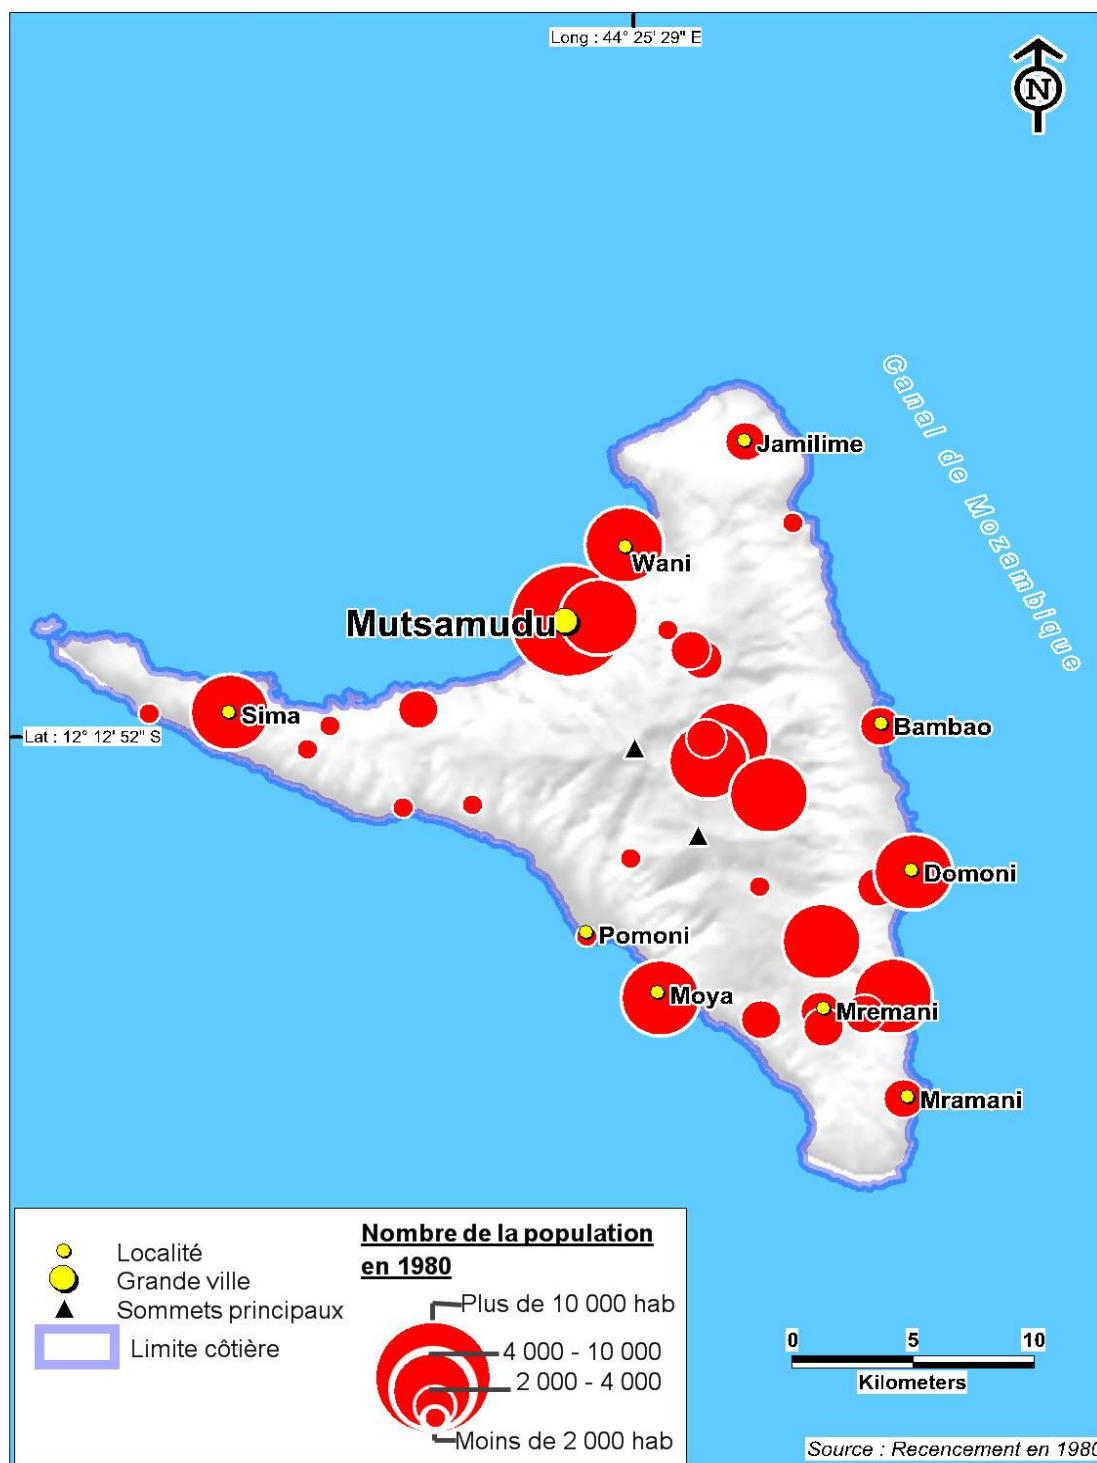 Long : 44° 25' 29" E
N
Canal de Mozambique
Jamilime
Wani
Mutsamudu
Sima
Lat : 12° 12' 52" S
Bambao
Domoni
Pomoni
Moya
Mremani
Mramani
Localité
Grande ville
Sommets principaux
Limite côtière
Nombre de la population
en 1980
Plus de 10 000 hab
4 000 - 10 000
2 000 - 4 000
Moins de 2 000 hab
0 5 10
Kilometers
Source : Recencement en 1980